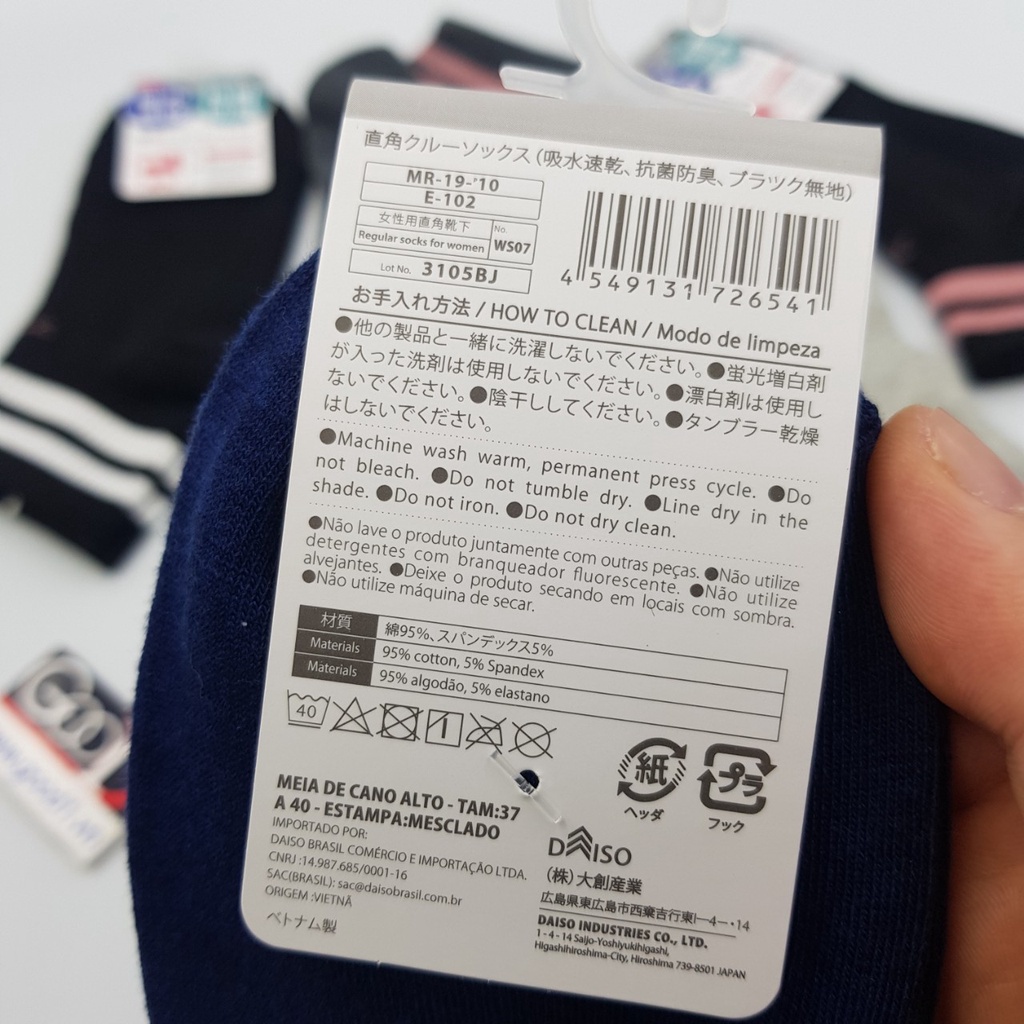 直角クルーソックス(吸水速乾、抗菌防臭、ブラック無地)
MR-19-'10
E-102
女性用直角靴下
Regular socks for women
No.
WS07
Lot No. 3105BJ
4 549131 726541
お手入れ方法 / HOW TO CLEAN / Modo de limpeza
●他の製品と一緒に洗濯しないでください。●蛍光増白剤
が入った洗剤は使用しないでください。●漂白剤は使用し
ないでください。●陰干ししてください。●タンブラー乾燥
はしないでください。
●Machine wash warm, permanent press cycle. ●Do
not bleach. ●Do not tumble dry. ●Line dry in the
shade. ●Do not iron. ●Do not dry clean.
●Não lave o produto juntamente com outras peças. ●Não utilize
detergentes com branqueador fluorescente. ●Não utilize
alvejantes. ●Deixe o produto secando em locais com sombra.
●Não utilize máquina de secar.
材質 綿95%、スパンデックス5%
Materials 95% cotton, 5% Spandex
Materials 95% algodão, 5% elastano
40
紙
ヘッダ
プラ
フック
MEIA DE CANO ALTO - TAM:37
A 40 - ESTAMPA:MESCLADO
IMPORTADO POR:
DAISO BRASIL COMÉRCIO E IMPORTAÇÃO LTDA.
CNRJ :14.987.685/0001-16
SAC(BRASIL): sac@daisobrasil.com.br
ORIGEM :VIETNÃ
ベトナム製
DAISO
(株)大創産業
広島県東広島市西条吉行東1-4-14
DAISO INDUSTRIES CO., LTD.
1 - 4 - 14 Saijo-Yoshiyukihigashi,
Higashihiroshima-City, Hiroshima 739-8501 JAPAN